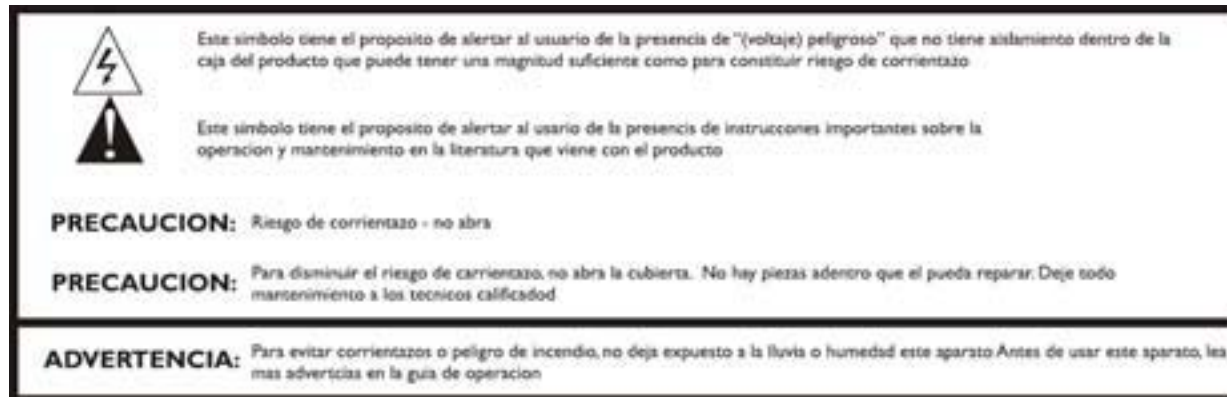 Este simbolo tiene el proposito de alertar al usuario de la presencia de "(voltaje) peligroso" que no tiene aislamiento dentro de la
caja del producto que puede tener una magnitud suficiente como para constituir riesgo de corrientazo
Este simbolo tiene el proposito de alertar al usario de la presencis de instruccones importantes sobre la
operacion y mantenimiento en la literatura que viene con el producto
PRECAUCION: Riesgo de corrientazo - no abra
PRECAUCION: Para disminuir el riesgo de carrientazo, no abra la cubierta. No hay piezas adentro que el pueda reparar. Deje todo
mantenimiento a los tecnicos calificadod
ADVERTENCIA: Para evitar corrientazos o peligro de incendio, no deja expuesto a la lluvia o humedad este aparato Antes de usar este aparato, lea
mas advertcias en la guia de operacion